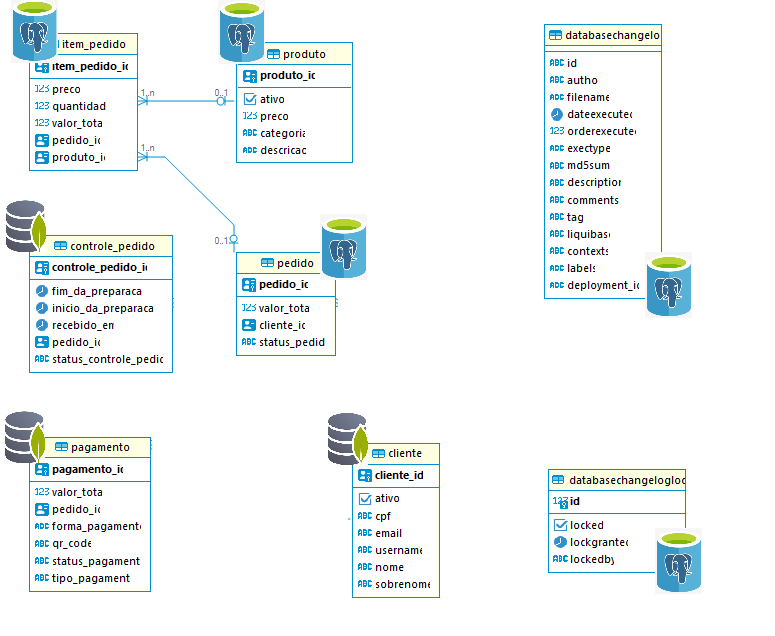 item_pedido
item_pedido_ic
123 preco
123 quantidad
123 valor_tota
pedido_ic
produto_ic
1..n
0..1
produto
produto_ic
ativo
123 preco
ABC categoria
ABC descricac
1..n
0..1
databasechangelo
ABC id
ABC autho
ABC filename
dateexecutec
123 orderexecutec
ABC exectype
ABC md5sum
ABC description
ABC comments
ABC tag
ABC liquibase
ABC contexts
ABC labels
ABC deployment_ic
controle_pedido
controle_pedido_ic
fim_da_preparaca
inicio_da_preparaca
recebido_en
pedido_ic
ABC status_controle_pedic
pedido
pedido_ic
123 valor_tota
cliente_ic
ABC status_pedid
pagamento
pagamento_ic
123 valor_tota
pedido_ic
ABC forma_pagamento
ABC qr_code
ABC status_pagament
ABC tipo_pagament
cliente
cliente_id
ativo
ABC cpf
ABC email
ABC username
ABC nome
ABC sobrenome
databasechangelogloc
123 id
locked
lockgrantec
ABC lockedby